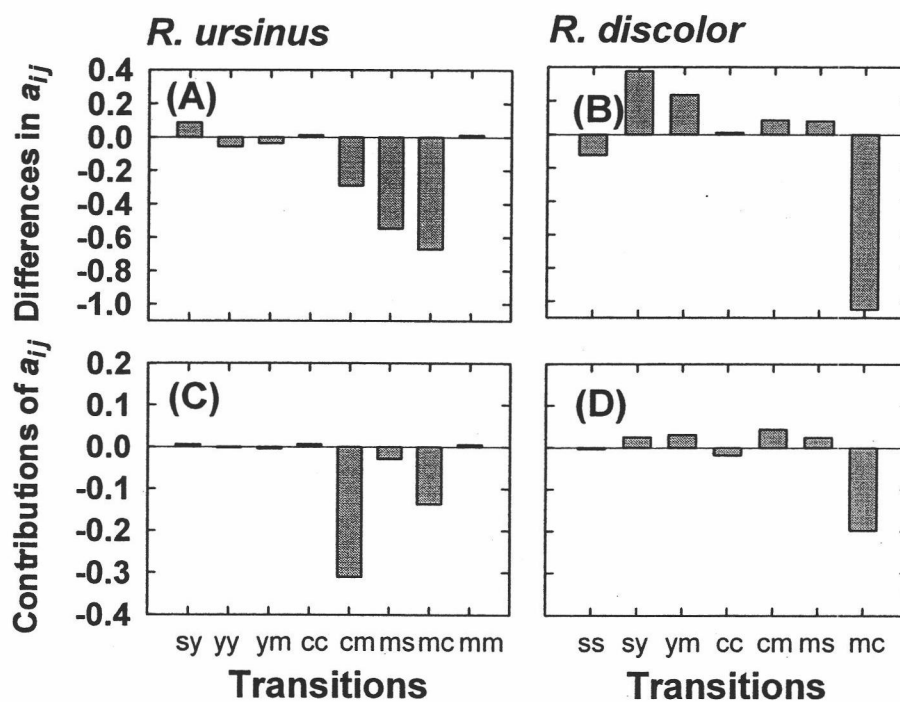 R. ursinus
R. discolor
Differences in aij
0.4
0.2
0.0
-0.2
-0.4
-0.6
-0.8
-1.0
(A)
(B)
Contributions of aij
0.2
0.1
0.0
-0.1
-0.2
-0.3
-0.4
(C)
(D)
sy yy ym cc cm ms mc mm
ss sy ym cc cm ms mc
Transitions
Transitions